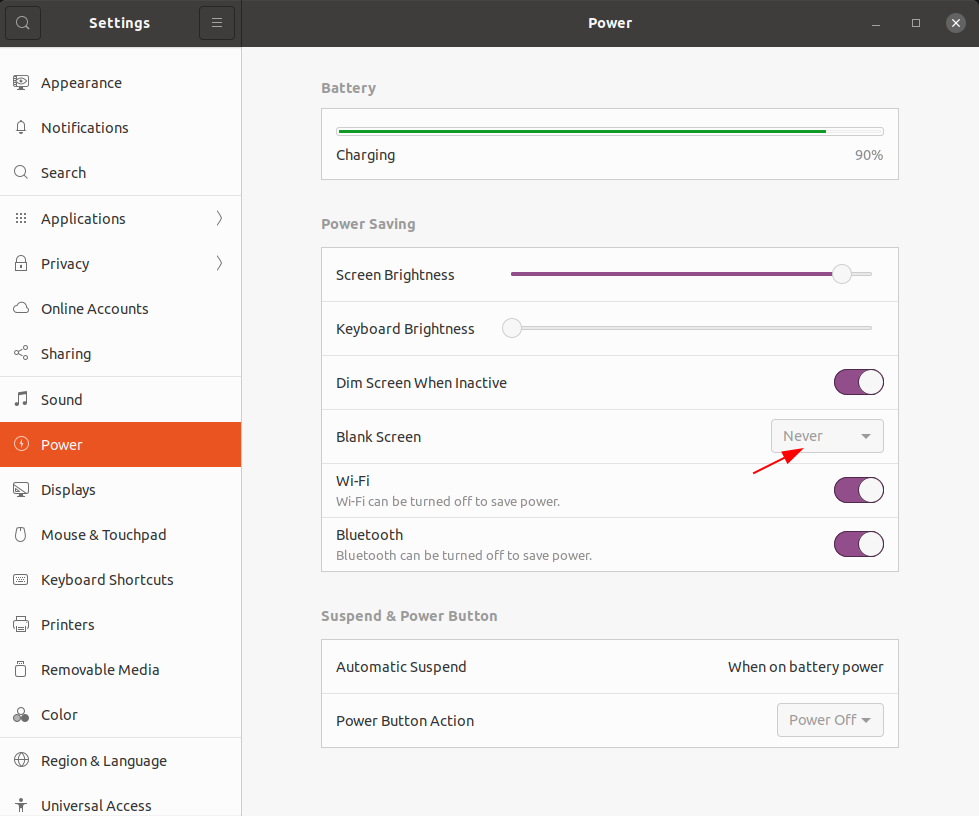 Settings
Power
Appearance
Notifications
Search
Applications
Privacy
Online Accounts
Sharing
Sound
Power
Displays
Mouse & Touchpad
Keyboard Shortcuts
Printers
Removable Media
Color
Region & Language
Universal Access
Battery
Charging 90%
Power Saving
Screen Brightness
Keyboard Brightness
Dim Screen When Inactive
Blank Screen Never
Wi-Fi
Wi-Fi can be turned off to save power.
Bluetooth
Bluetooth can be turned off to save power.
Suspend & Power Button
Automatic Suspend When on battery power
Power Button Action Power Off